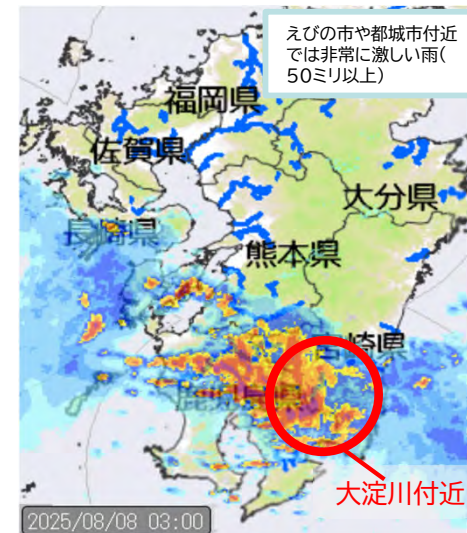 えびの市や都城市付近
では非常に激しい雨(
50ミリ以上)
福岡県
佐賀県
大分県
長崎県
熊本県
宮崎県
鹿児島県
大淀川付近
2025/08/08 03:00